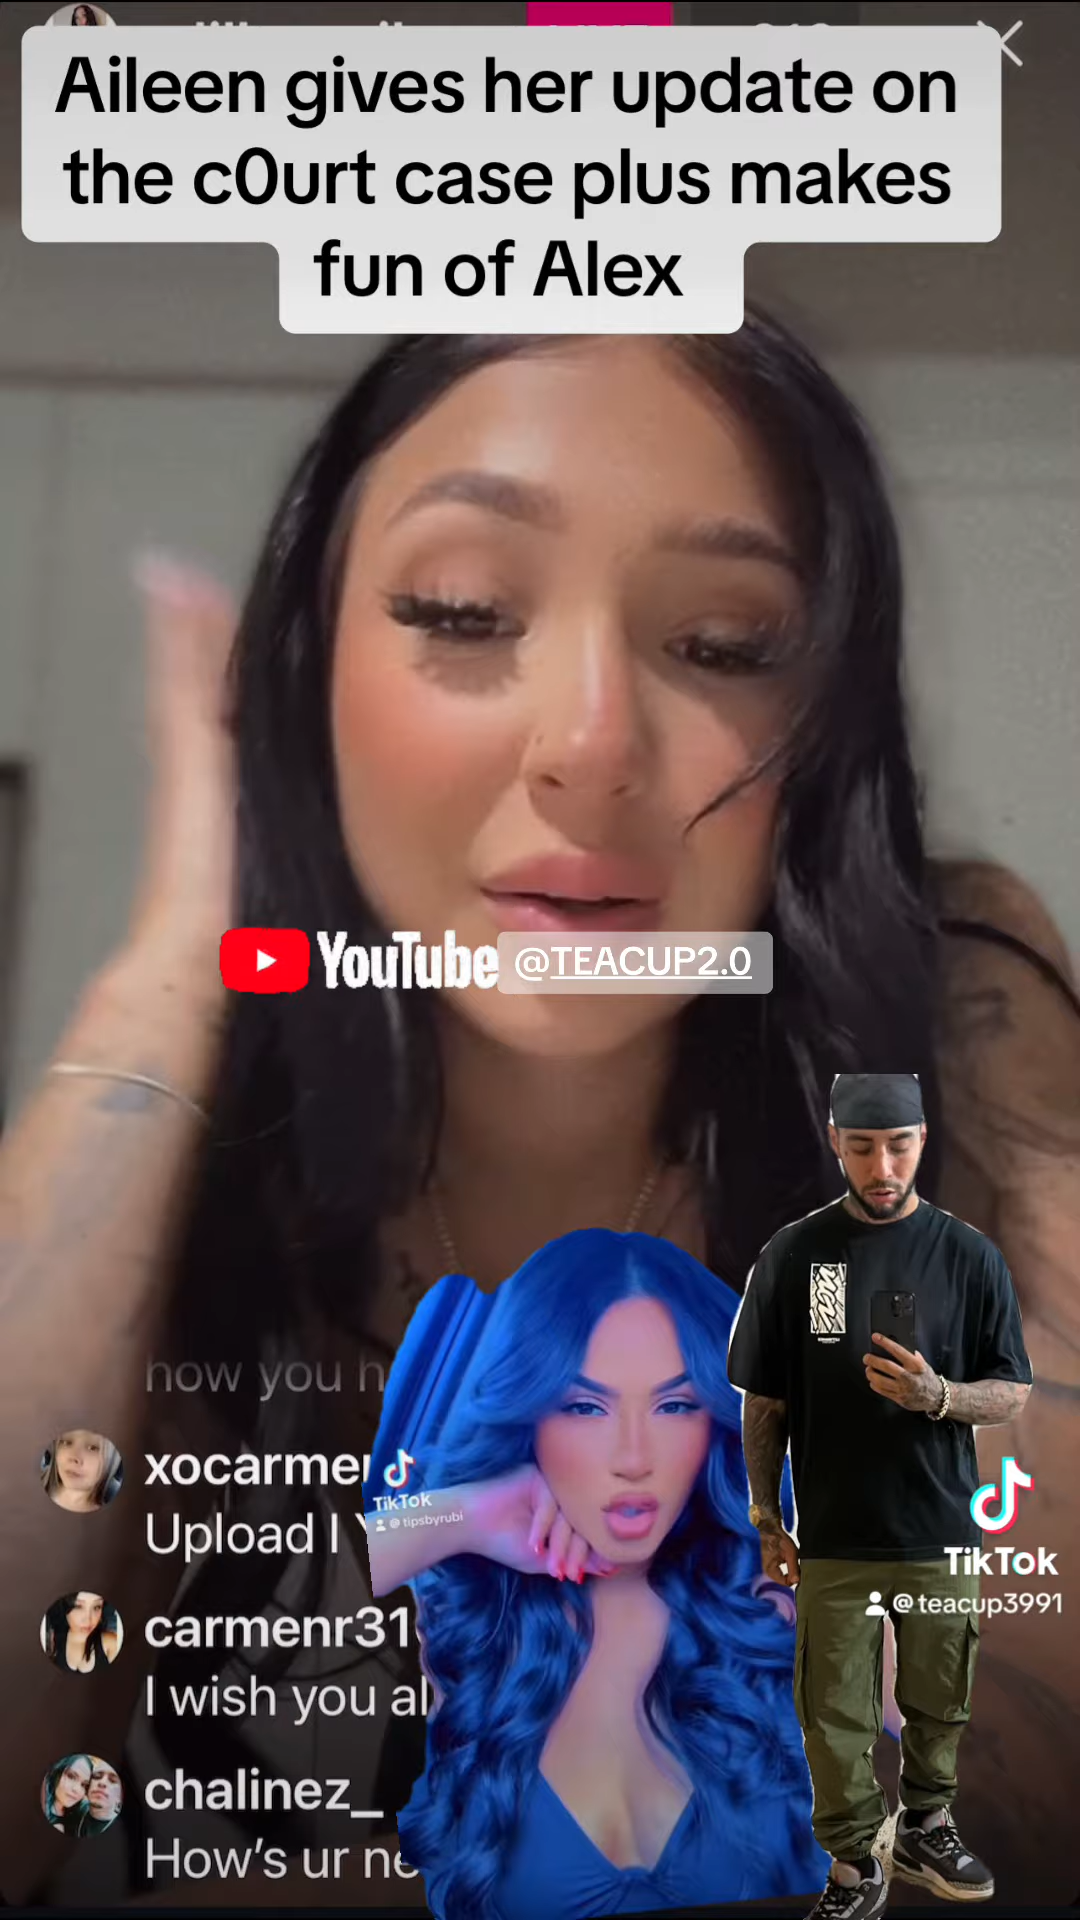 Aileen gives her update on
the c0urt case plus makes
fun of Alex
YouTube @TEACUP2.0
how you h
xocarme
Upload I
TikTok
@tipsbyrubi
TikTok
@teacup3991
carmenr31
I wish you al
chalinez_
How's ur ne